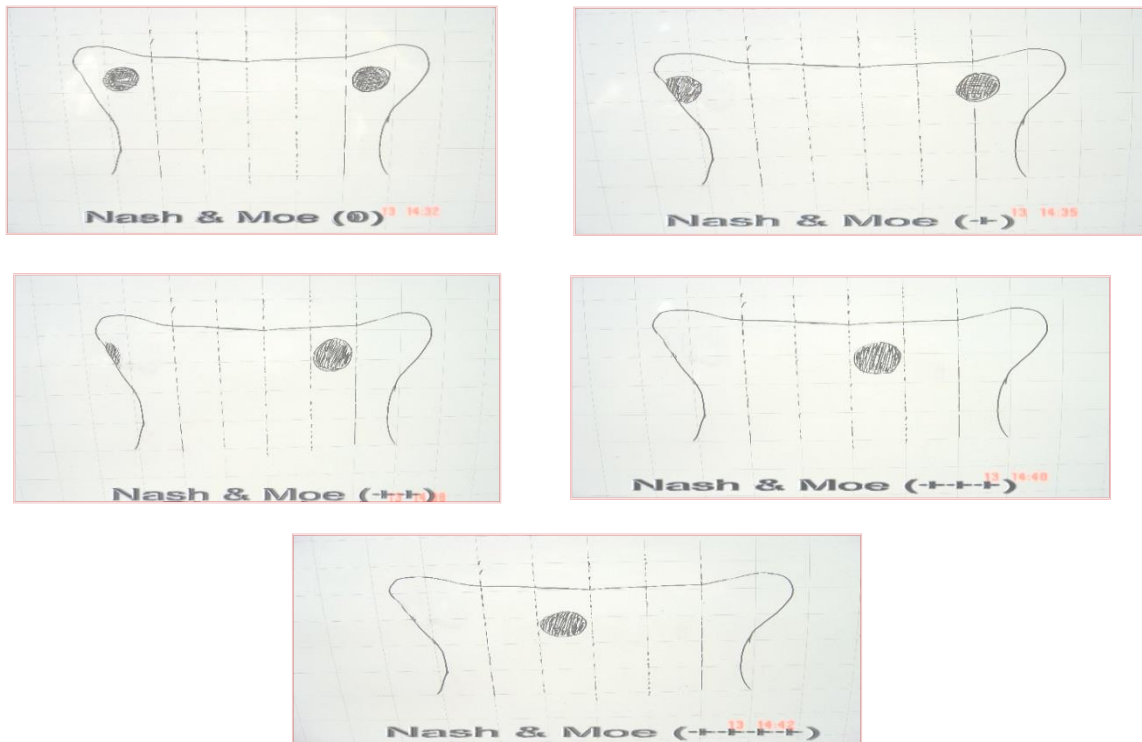 Nash & Moe (0)
13 14:32
Nash & Moe (+)
13 14:35
Nash & Moe (++)
Nash & Moe (+++)
13 14:40
Nash & Moe (++++)
13 14:42